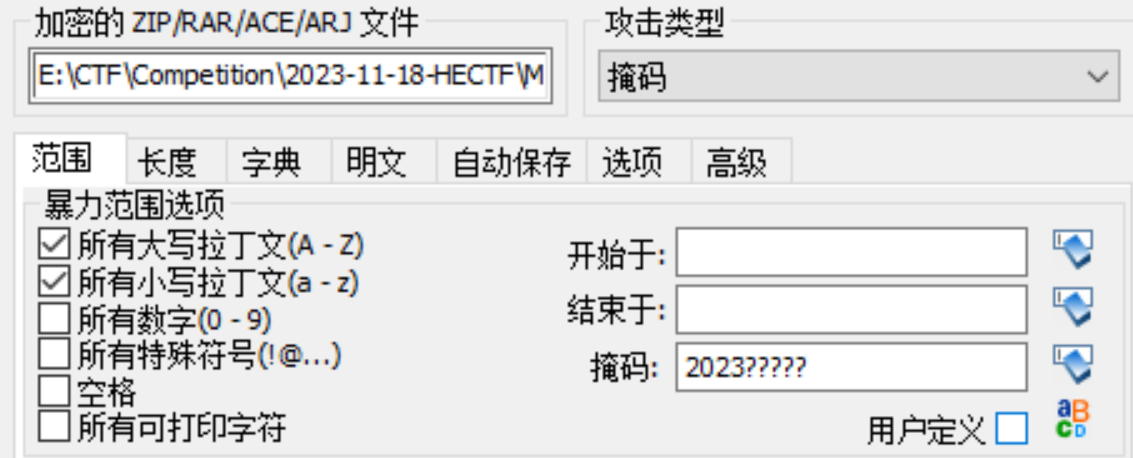 加密的 ZIP/RAR/ACE/ARJ 文件
攻击类型
E:\CTF\Competition\2023-11-18-HECTF\M
掩码
范围 长度 字典 明文 自动保存 选项 高级
暴力范围选项
所有大写拉丁文(A - Z)
开始于:
所有小写拉丁文(a - z)
结束于:
所有数字(0 - 9)
所有特殊符号(!@...)
掩码: 2023?????
空格
所有可打印字符
用户定义
aB
CD